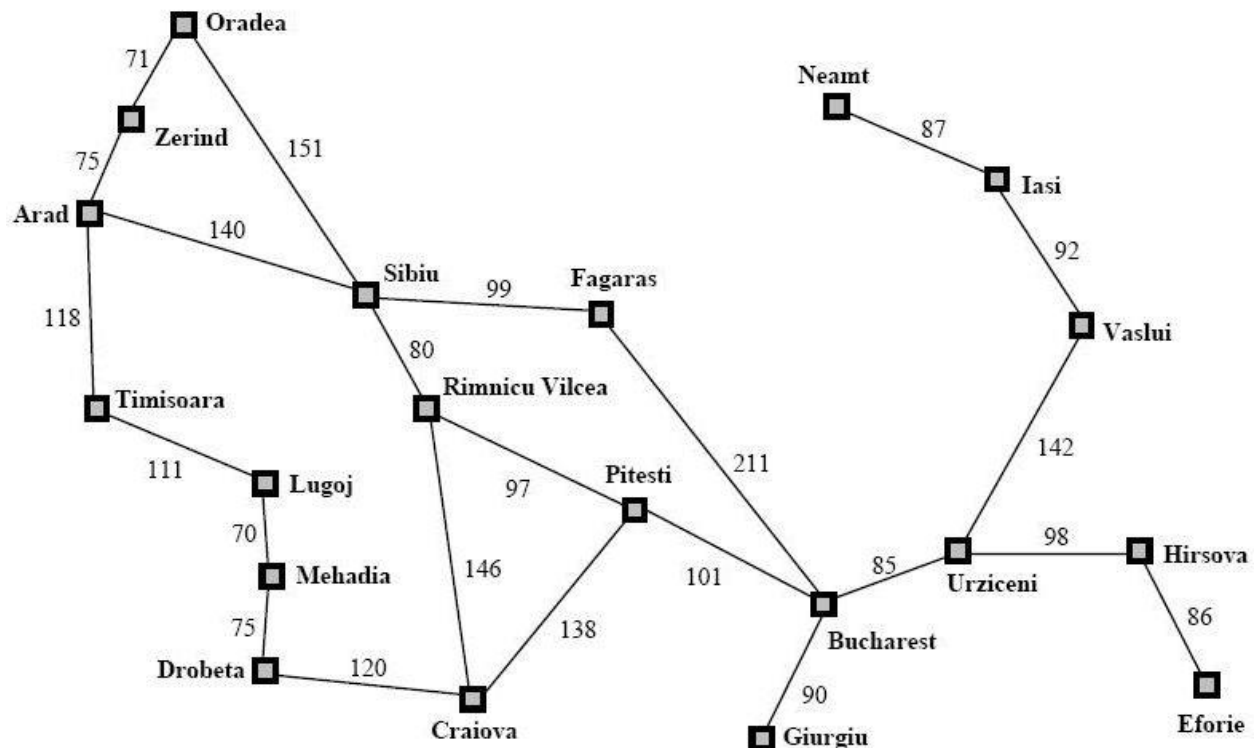 Oradea
71
Neamt
Zerind
87
151
75
Iasi
Arad
140
92
Sibiu
Fagaras
99
118
Vaslui
80
Timisoara
Rimnicu Vilcea
142
111
Pitesti
211
Lugoj
97
70
98
Hirsova
85
Mehadia
146
101
Urziceni
86
75
138
Bucharest
Drobeta
120
90
Eforie
Craiova
Giurgiu